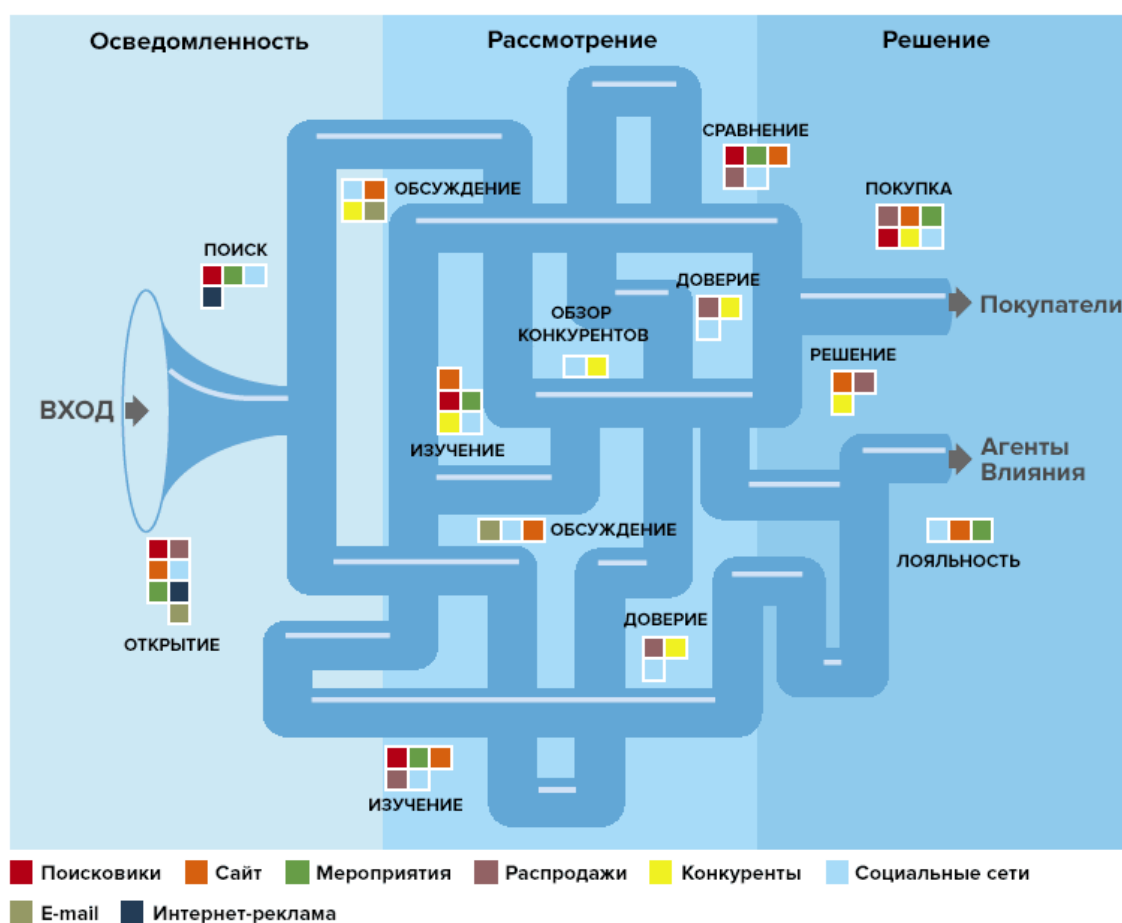 Осведомленность
Рассмотрение
Решение
СРАВНЕНИЕ
ОБСУЖДЕНИЕ
ПОКУПКА
ПОИСК
ДОВЕРИЕ
ОБЗОР
КОНКУРЕНТОВ
Покупатели
РЕШЕНИЕ
ВХОД
ИЗУЧЕНИЕ
Агенты
Влияния
ОБСУЖДЕНИЕ
ЛОЯЛЬНОСТЬ
ДОВЕРИЕ
ОТКРЫТИЕ
ИЗУЧЕНИЕ
Поисковики
Сайт
Мероприятия
Распродажи
Конкуренты
Социальные сети
E-mail
Интернет-реклама